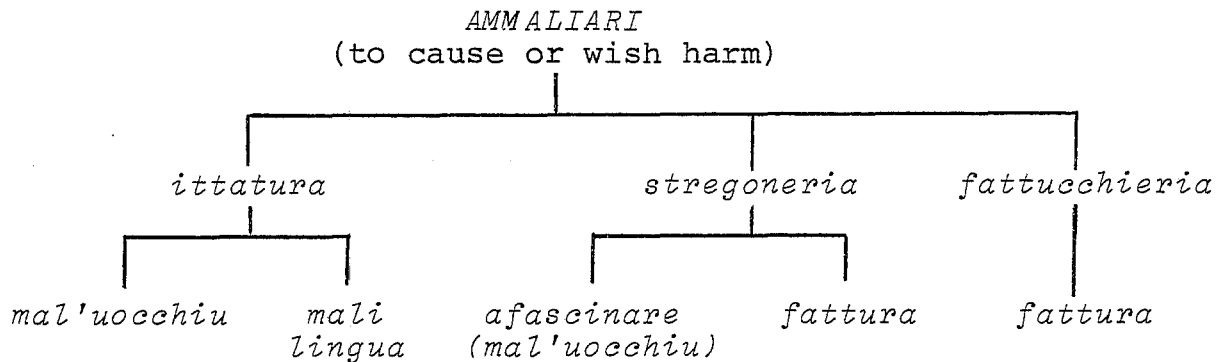 AMMALIARI
(to cause or wish harm)
ittatura stregoneria fattucchieria
mal'uocchiu mali afascinare fattura fattura
lingua (mal'uocchiu)